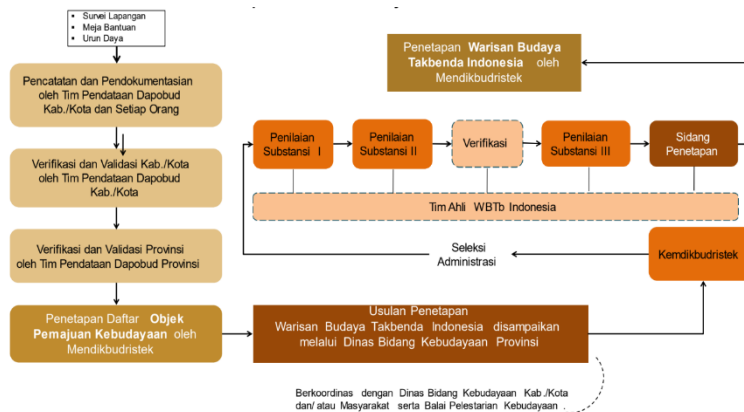 Survei Lapangan
Meja Bantuan
Urun Daya
Pencatatan dan Pendokumentasian
oleh Tim Pendataan Dapobud
Kab./Kota dan Setiap Orang
Verifikasi dan Validasi Kab./Kota
oleh Tim Pendataan Dapobud
Kab./Kota
Verifikasi dan Validasi Provinsi
oleh Tim Pendataan Dapobud Provinsi
Penetapan Daftar Objek
Pemajuan Kebudayaan oleh
Mendikbudristek
Usulan Penetapan
Warisan Budaya Takbenda Indonesia disampaikan
melalui Dinas Bidang Kebudayaan Provinsi
Berkoordinas dengan Dinas Bidang Kebudayaan Kab./Kota
dan/ atau Masyarakat serta Balai Pelestarian Kebudayaan .
Kemdikbudristek
Seleksi
Administrasi
Penilaian
Substansi I
Penilaian
Substansi II
Verifikasi
Penilaian
Substansi III
Sidang
Penetapan
Tim Ahli WBTb Indonesia
Penetapan Warisan Budaya
Takbenda Indonesia oleh
Mendikbudristek